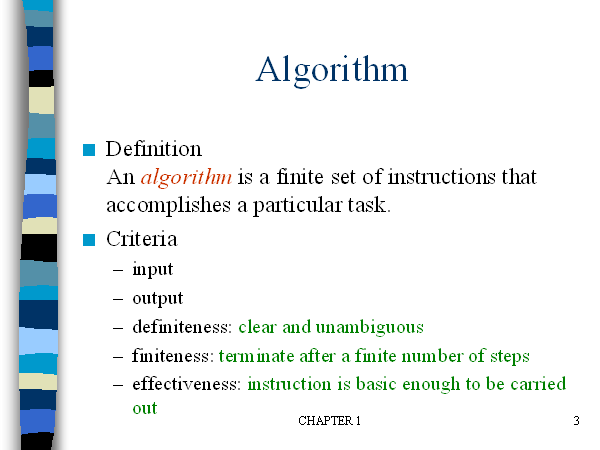 Algorithm
Definition
An algorithm is a finite set of instructions that
accomplishes a particular task.
Criteria
– input
– output
– definiteness: clear and unambiguous
– finiteness: terminate after a finite number of steps
– effectiveness: instruction is basic enough to be carried
out
CHAPTER 1
3